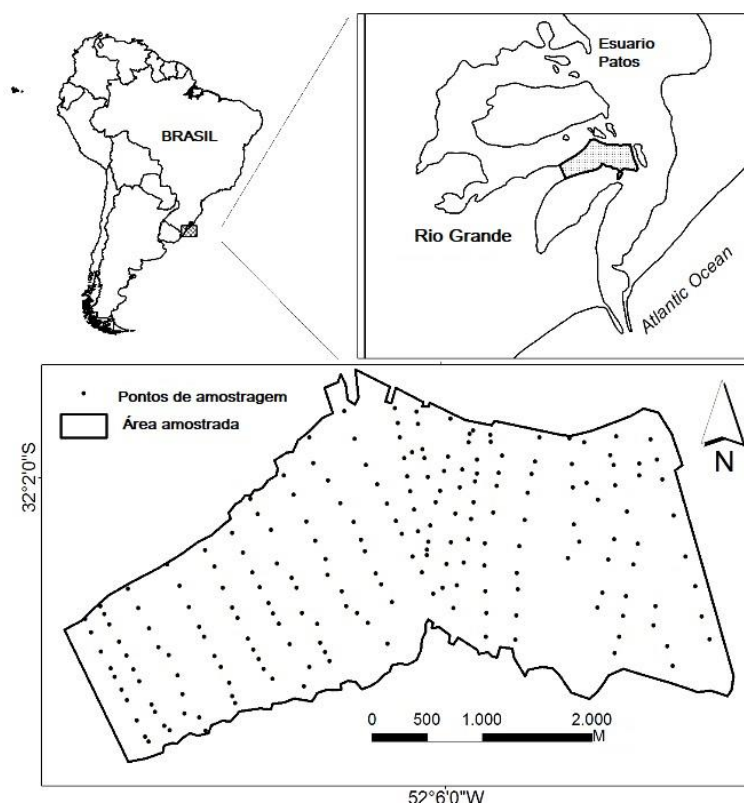 BRASIL
Esuario
Patos
Rio Grande
Atlantic Ocean
Pontos de amostragem
Área amostrada
N
32°2'0"S
0 500 1.000 2.000
M
52°6'0"W